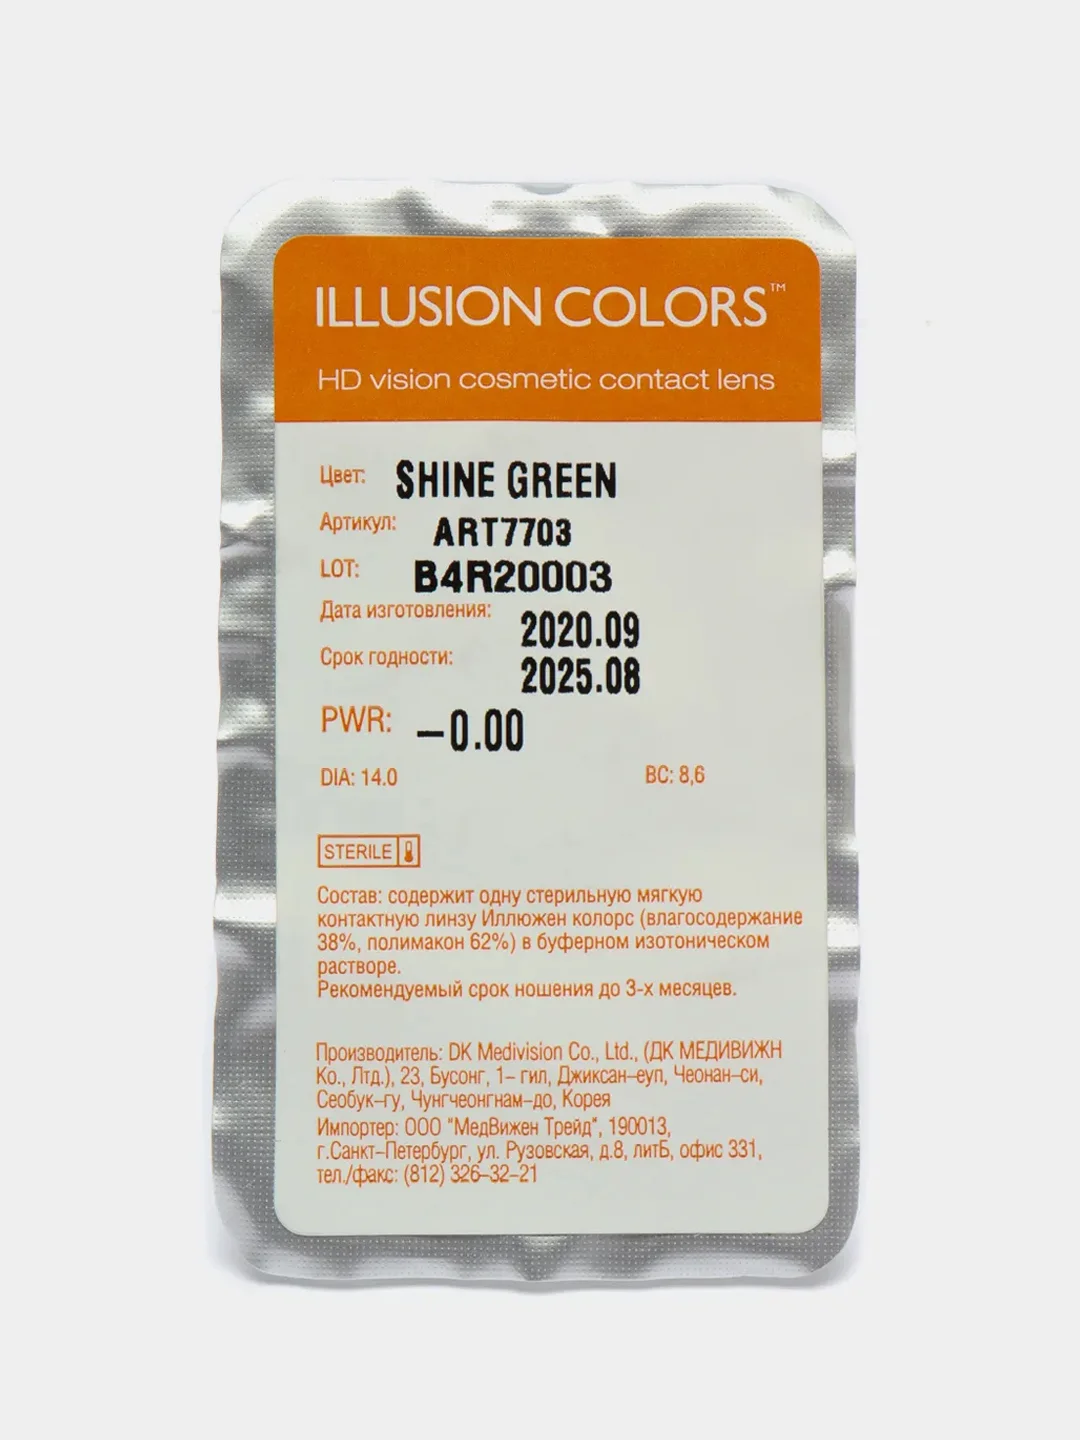 ILLUSION COLORS™
HD vision cosmetic contact lens
Цвет: SHINE GREEN
Артикул: ART7703
LOT: B4R20003
Дата изготовления: 2020.09
Срок годности: 2025.08
PWR: –0.00
DIA: 14.0 BC: 8,6
STERILE
Состав: содержит одну стерильную мягкую
контактную линзу Иллюжен колорс (влагосодержание
38%, полимакон 62%) в буферном изотоническом
растворе.
Рекомендуемый срок ношения до 3-х месяцев.
Производитель: DK Medivision Co., Ltd., (ДК МЕДИВИЖН
Ко., Лтд.), 23, Бусонг, 1– гил, Джиксан–еуп, Чеонан–си,
Сеобук–гу, Чунгчеонгнам–до, Корея
Импортер: ООО "МедВижен Трейд", 190013,
г.Санкт–Петербург, ул. Рузовская, д.8, литБ, офис 331,
тел./факс: (812) 326–32–21